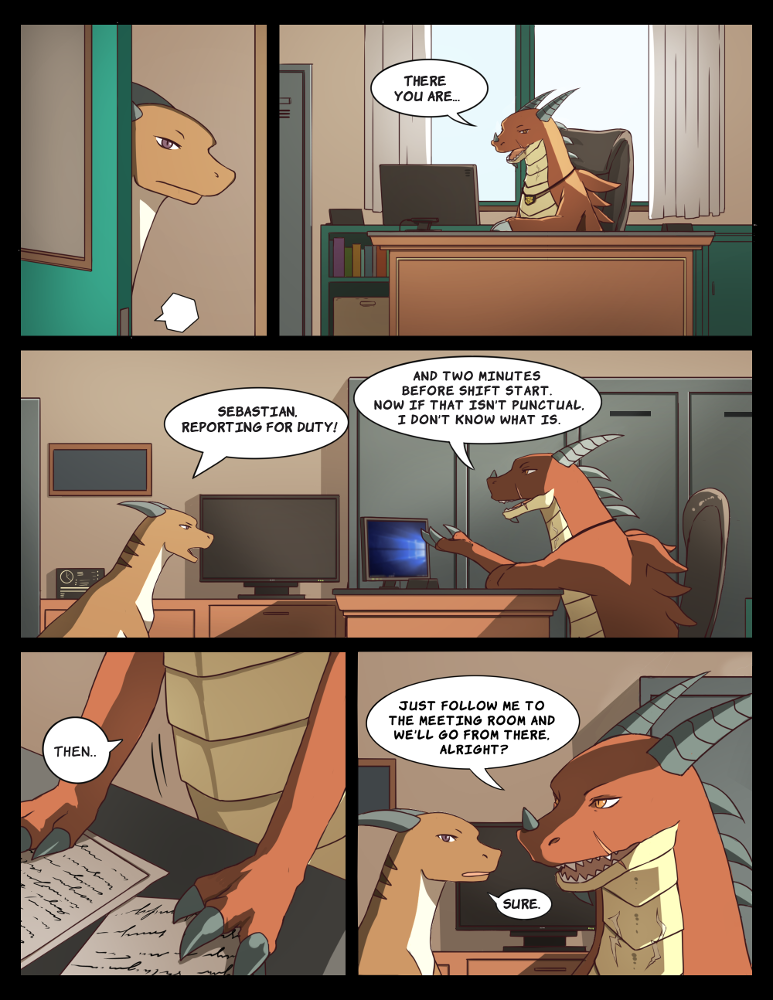 THERE
YOU ARE...
SEBASTIAN,
REPORTING FOR DUTY!
AND TWO MINUTES
BEFORE SHIFT START.
NOW IF THAT ISN'T PUNCTUAL,
I DON'T KNOW WHAT IS.
THEN..
JUST FOLLOW ME TO
THE MEETING ROOM AND
WE'LL GO FROM THERE,
ALRIGHT?
SURE.